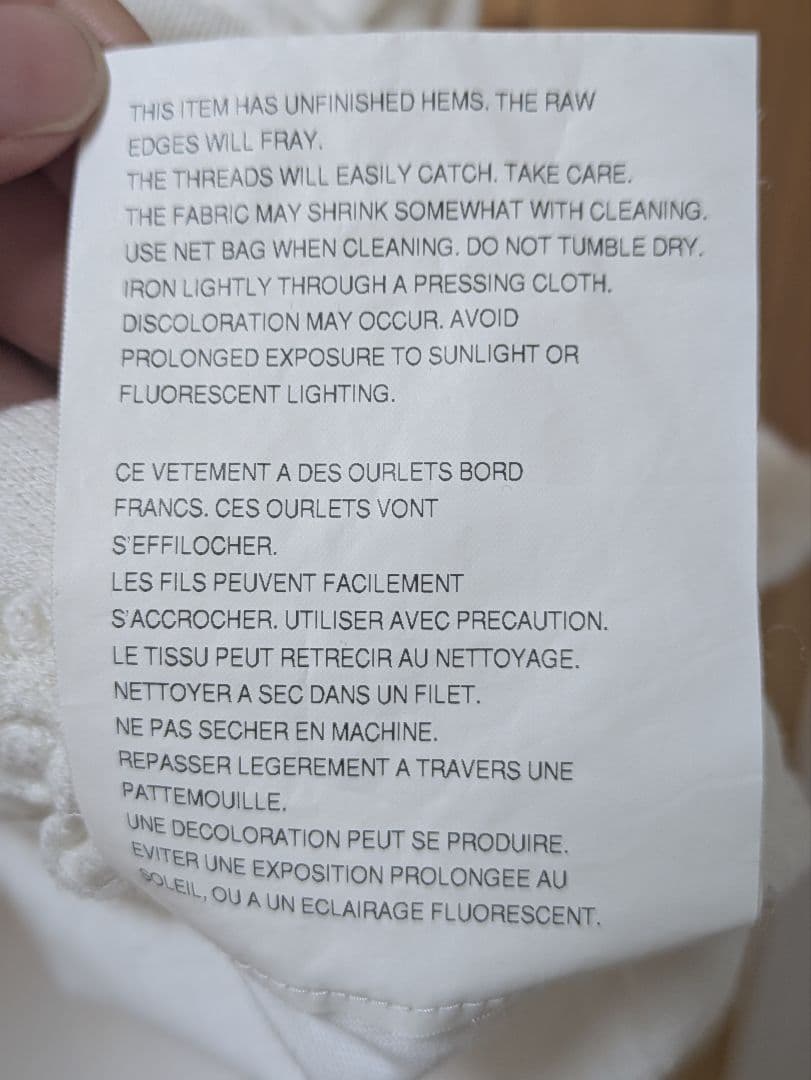 THIS ITEM HAS UNFINISHED HEMS. THE RAW
EDGES WILL FRAY.
THE THREADS WILL EASILY CATCH. TAKE CARE.
THE FABRIC MAY SHRINK SOMEWHAT WITH CLEANING.
USE NET BAG WHEN CLEANING. DO NOT TUMBLE DRY.
IRON LIGHTLY THROUGH A PRESSING CLOTH.
DISCOLORATION MAY OCCUR. AVOID
PROLONGED EXPOSURE TO SUNLIGHT OR
FLUORESCENT LIGHTING.
CE VETEMENT A DES OURLETS BORD
FRANCS. CES OURLETS VONT
S'EFFILOCHER.
LES FILS PEUVENT FACILEMENT
S'ACCROCHER. UTILISER AVEC PRECAUTION.
LE TISSU PEUT RETRECIR AU NETTOYAGE.
NETTOYER A SEC DANS UN FILET.
NE PAS SECHER EN MACHINE.
REPASSER LEGEREMENT A TRAVERS UNE
PATTEMOUILLE.
UNE DECOLORATION PEUT SE PRODUIRE.
EVITER UNE EXPOSITION PROLONGEE AU
SOLEIL, OU A UN ECLAIRAGE FLUORESCENT.